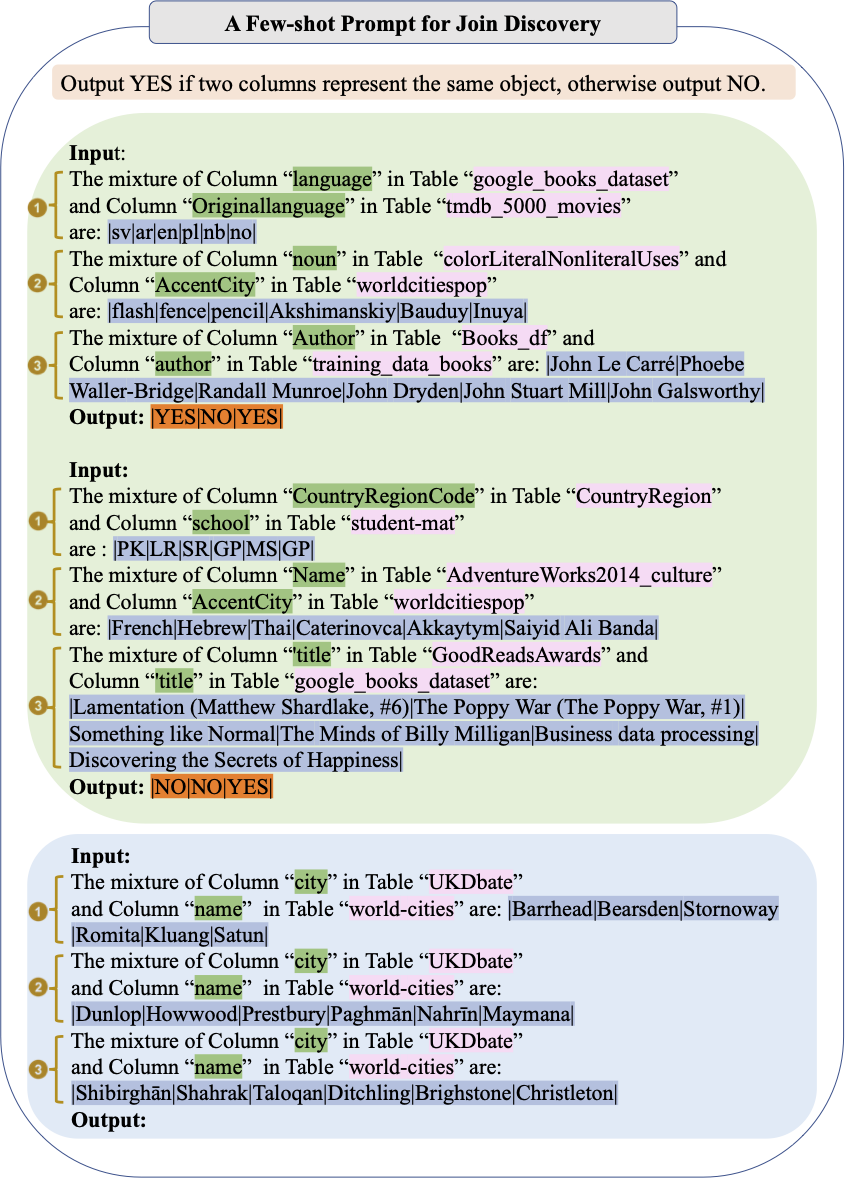 A Few-shot Prompt for Join Discovery
Output YES if two columns represent the same object, otherwise output NO.
Input:
The mixture of Column “language” in Table “google_books_dataset”
1 and Column “Originallanguage” in Table “tmdb_5000_movies”
are: |sv|ar|en|pl|nb|no|
The mixture of Column “noun” in Table “colorLiteralNonliteralUses” and
2 Column “AccentCity” in Table “worldcitiespop”
are: |flash|fence|pencil|Akshimanskiy|Bauduy|Inuya|
The mixture of Column “Author” in Table “Books_df” and
3 Column “author” in Table “training_data_books” are: |John Le Carré|Phoebe
Waller-Bridge|Randall Munroe|John Dryden|John Stuart Mill|John Galsworthy|
Output: |YES|NO|YES|
Input:
The mixture of Column “CountryRegionCode” in Table “CountryRegion”
1 and Column “school” in Table “student-mat”
are : |PK|LR|SR|GP|MS|GP|
The mixture of Column “Name” in Table “AdventureWorks2014_culture”
2 and Column “AccentCity” in Table “worldcitiespop”
are: |French|Hebrew|Thai|Caterinovca|Akkaytym|Saiyid Ali Banda|
The mixture of Column “'title” in Table “GoodReadsAwards” and
Column “'title” in Table “google_books_dataset” are:
3 |Lamentation (Matthew Shardlake, #6)|The Poppy War (The Poppy War, #1)|
Something like Normal|The Minds of Billy Milligan|Business data processing|
Discovering the Secrets of Happiness|
Output: |NO|NO|YES|
Input:
The mixture of Column “city” in Table “UKDbate”
1 and Column “name” in Table “world-cities” are: |Barrhead|Bearsden|Stornoway
|Romita|Kluang|Satun|
The mixture of Column “city” in Table “UKDbate”
2 and Column “name” in Table “world-cities” are:
|Dunlop|Howwood|Prestbury|Paghmān|Nahrīn|Maymana|
The mixture of Column “city” in Table “UKDbate”
3 and Column “name” in Table “world-cities” are:
|Shibirghān|Shahrak|Taloqan|Ditchling|Brighstone|Christleton|
Output: